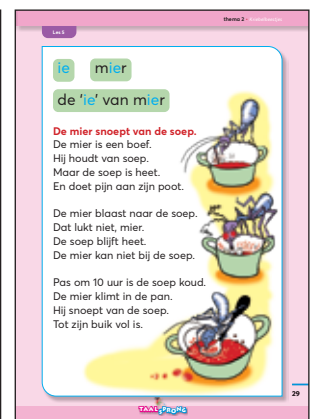 thema 2 -
Les 5
ie mier
de ‘ie’ van mier
De mier snoept van de soep.
De mier is een boef.
Hij houdt van soep.
Maar de soep is heet.
En doet pijn aan zijn poot.
De mier blaast naar de soep.
Dat lukt niet, mier.
De soep blijft heet.
De mier kan niet bij de soep.
Pas om 10 uur is de soep koud.
De mier klimt in de pan.
Hij snoept van de soep.
Tot zijn buik vol is.
29
TAALSPRONG